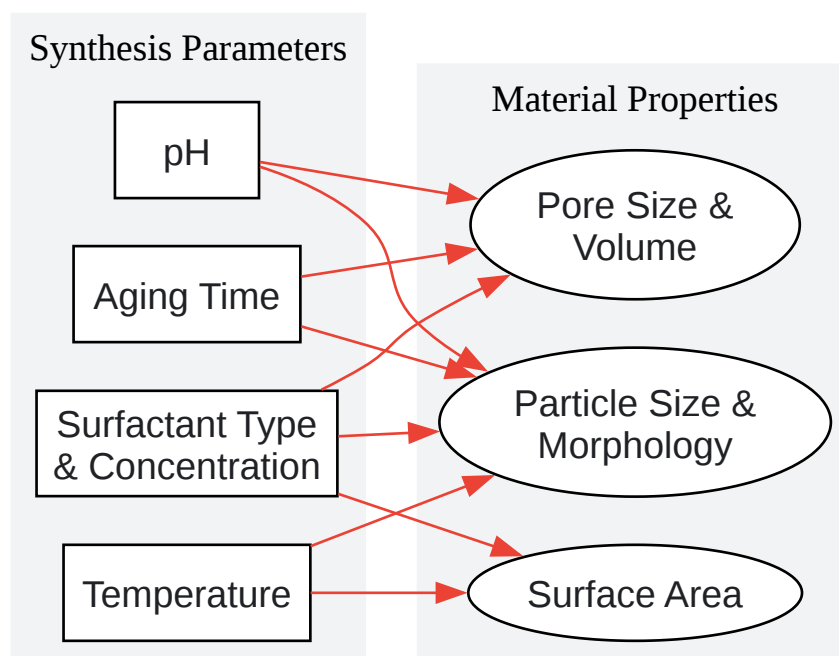 Synthesis Parameters
pH
Aging Time
Surfactant Type
& Concentration
Temperature
Material Properties
Pore Size &
Volume
Particle Size &
Morphology
Surface Area